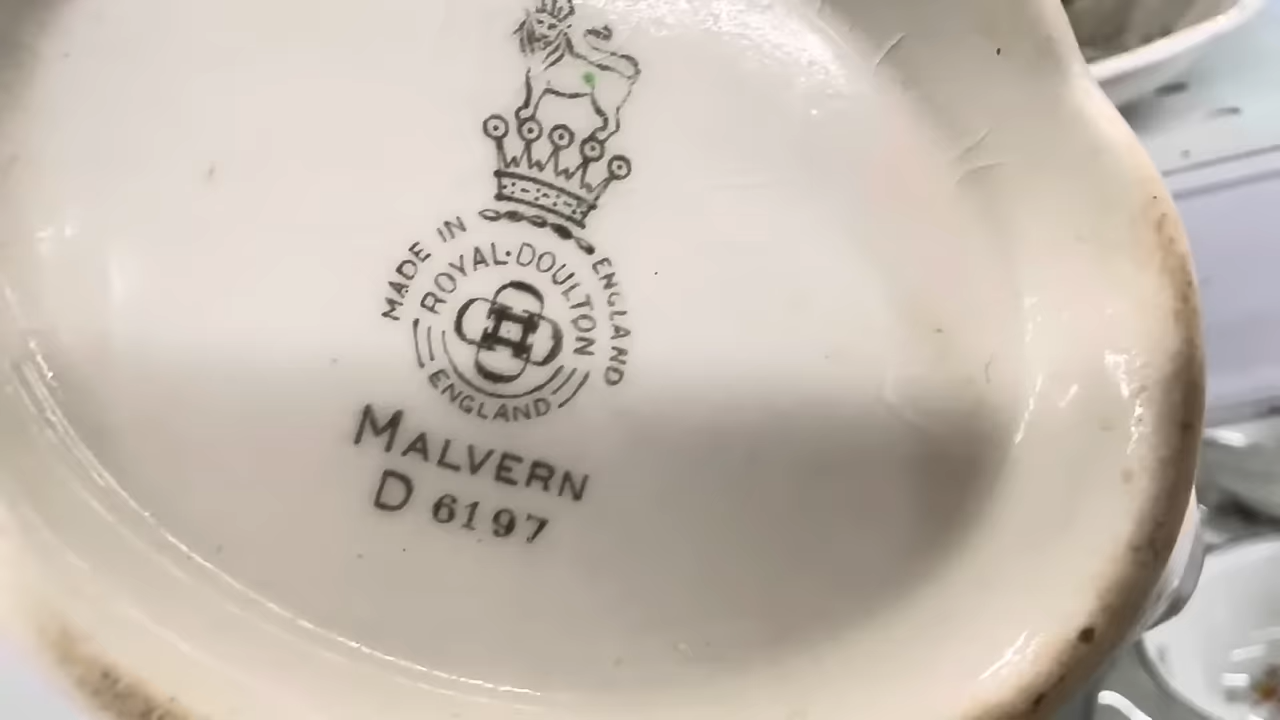 MADE IN ENGLAND
ROYAL·DOULTON
ENGLAND
MALVERN
D 6197